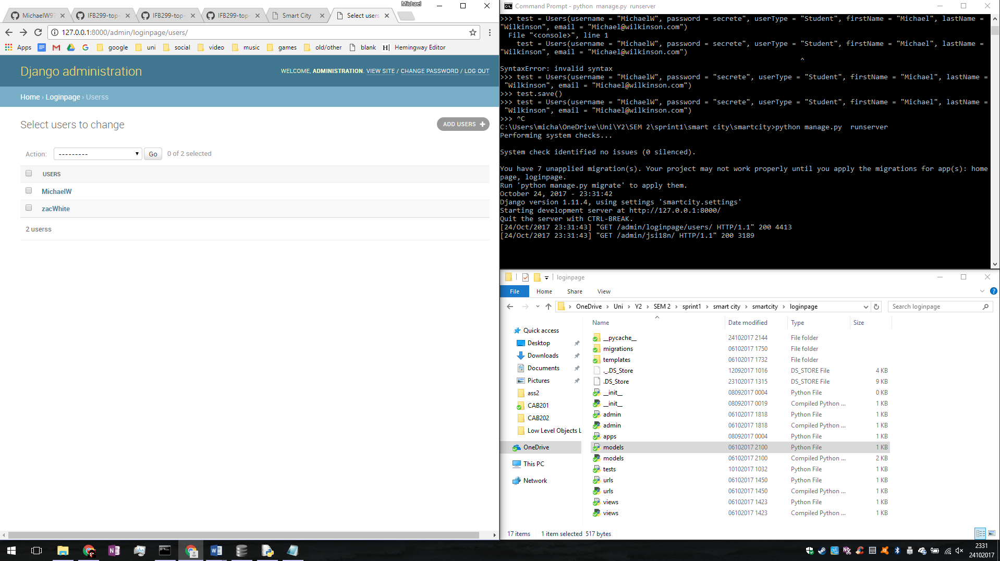 Michael
MichaelW97
IFB299-top-
IFB299-top-
IFB299-top-
Smart City
Select users
127.0.0.1:8000/admin/loginpage/users/
Apps google uni social video music games old/other blank Hemingway Editor
Django administration
WELCOME, ADMINISTRATION. VIEW SITE / CHANGE PASSWORD / LOG OUT
Home › Loginpage › Userss
Select users to change
ADD USERS +
Action: --------- Go 0 of 2 selected
USERS
MichaelW
zacWhite
2 userss
Command Prompt - python manage.py runserver
>>> test = Users(username = "MichaelW", password = secrete", userType = "Student", firstName = "Michael", lastName =
"Wilkinson", email = "Michael@wilkinson.com")
File "<console>", line 1
test = Users(username = "MichaelW", password = secrete", userType = "Student", firstName = "Michael", lastName =
"Wilkinson", email = "Michael@wilkinson.com")
^
SyntaxError: invalid syntax
>>> test = Users(username = "MichaelW", password = "secrete", userType = "Student", firstName = "Michael", lastName =
"Wilkinson", email = "Michael@wilkinson.com")
>>> test.save()
>>> test = Users(username = "MichaelW", password = "secrete", userType = "Student", firstName = "Michael", lastName =
"Wilkinson", email = "Michael@wilkinson.com")
>>> ^C
C:\Users\micha\OneDrive\Uni\Y2\SEM 2\sprint1\smart city\smartcity>python manage.py  runserver
Performing system checks...
System check identified no issues (0 silenced).
You have 7 unapplied migration(s). Your project may not work properly until you apply the migrations for app(s): home
page, loginpage.
Run 'python manage.py migrate' to apply them.
October 24, 2017 - 23:31:42
Django version 1.11.4, using settings 'smartcity.settings'
Starting development server at http://127.0.0.1:8000/
Quit the server with CTRL-BREAK.
[24/Oct/2017 23:31:43] "GET /admin/loginpage/users/ HTTP/1.1" 200 4413
[24/Oct/2017 23:31:43] "GET /admin/jsi18n/ HTTP/1.1" 200 3189
loginpage
File Home Share View
OneDrive › Uni › Y2 › SEM 2 › sprint1 › smart city › smartcity › loginpage
Search loginpage
Quick access
Desktop
Downloads
Documents
Pictures
ass2
CAB201
CAB202
Low Level Objects L
OneDrive
This PC
Network
Name Date modified Type Size
__pycache__ 24102017 2144 File folder
migrations 06102017 1750 File folder
templates 06102017 1732 File folder
._.DS_Store 12092017 1016 DS_STORE File 4 KB
.DS_Store 23102017 1315 DS_STORE File 9 KB
__init__ 08092017 0004 Python File 0 KB
__init__ 08092017 0019 Compiled Python ... 1 KB
admin 06102017 1818 Python File 1 KB
admin 06102017 1818 Compiled Python ... 1 KB
apps 08092017 0004 Python File 1 KB
models 06102017 2100 Python File 1 KB
models 06102017 2100 Compiled Python ... 2 KB
tests 10102017 1032 Python File 1 KB
urls 06102017 1450 Python File 1 KB
urls 06102017 1450 Compiled Python ... 1 KB
views 06102017 1423 Python File 1 KB
views 06102017 1423 Compiled Python ... 1 KB
17 items 1 item selected 517 bytes
2331
24102017